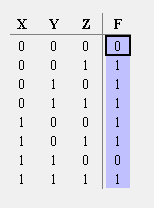 X Y Z F
0 0 0 0
0 0 1 1
0 1 0 1
0 1 1 1
1 0 0 1
1 0 1 1
1 1 0 0
1 1 1 1